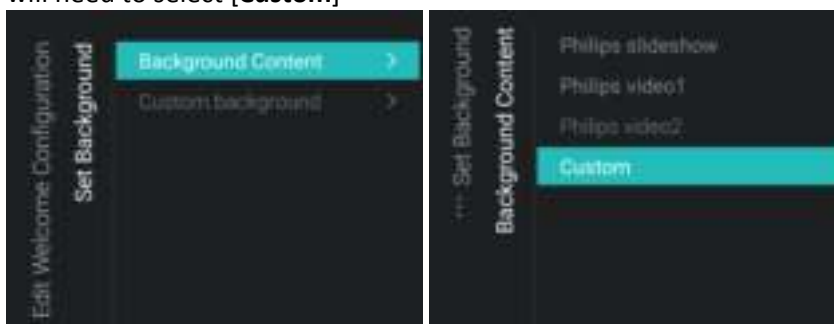 will need to select [Custom]
Edit Welcome Configuration
Set Background
Background Content >
Custom background >
··· Set Background
Background Content
Philips slideshow
Philips video1
Philips video2
Custom